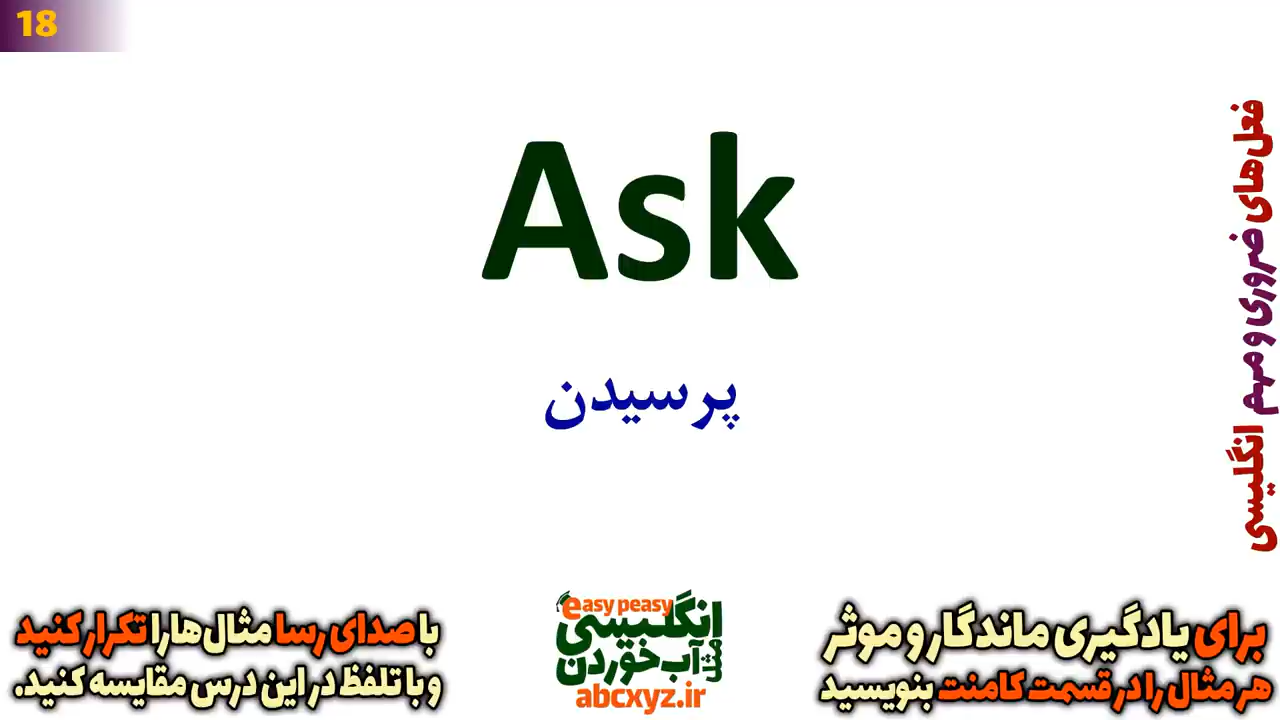 18
Ask
پرسیدن
فعل‌های ضروری و مهم انگلیسی
برای یادگیری ماندگار و موثر
هر مثال را در قسمت کامنت بنویسید
easy peasy
انگلیسی
مثل آب خوردن
abcxyz.ir
با صدای رسا مثال‌ها را تکرار کنید
و با تلفظ در این درس مقایسه کنید.